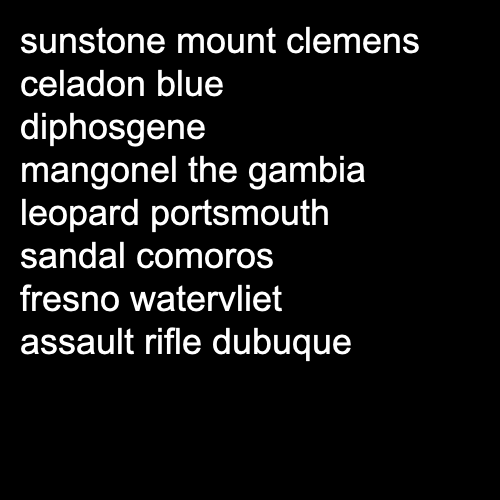 sunstone mount clemens
celadon blue
diphosgene
mangonel the gambia
leopard portsmouth
sandal comoros
fresno watervliet
assault rifle dubuque